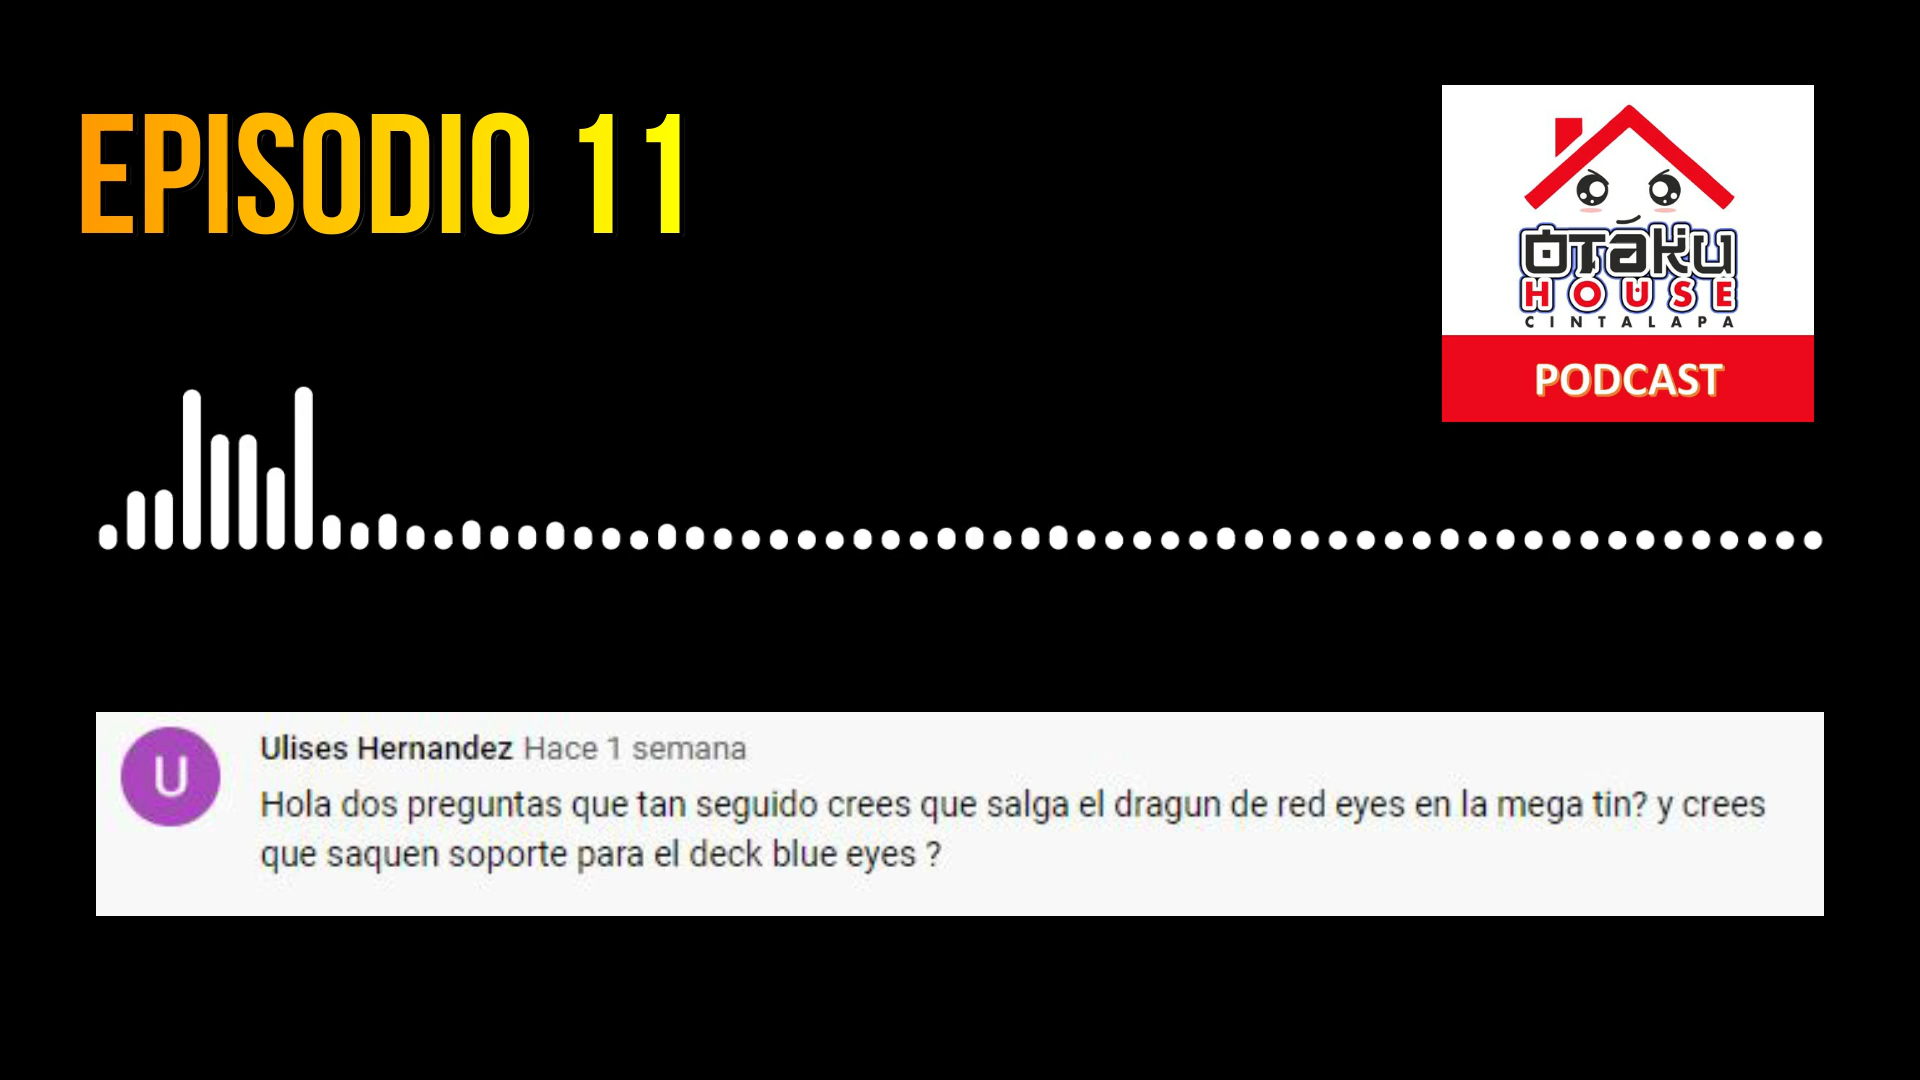 EPISODIO 11
OTAKU
HOUSE
CINTALAPA
PODCAST
U
Ulises Hernandez Hace 1 semana
Hola dos preguntas que tan seguido crees que salga el dragun de red eyes en la mega tin? y crees
que saquen soporte para el deck blue eyes ?